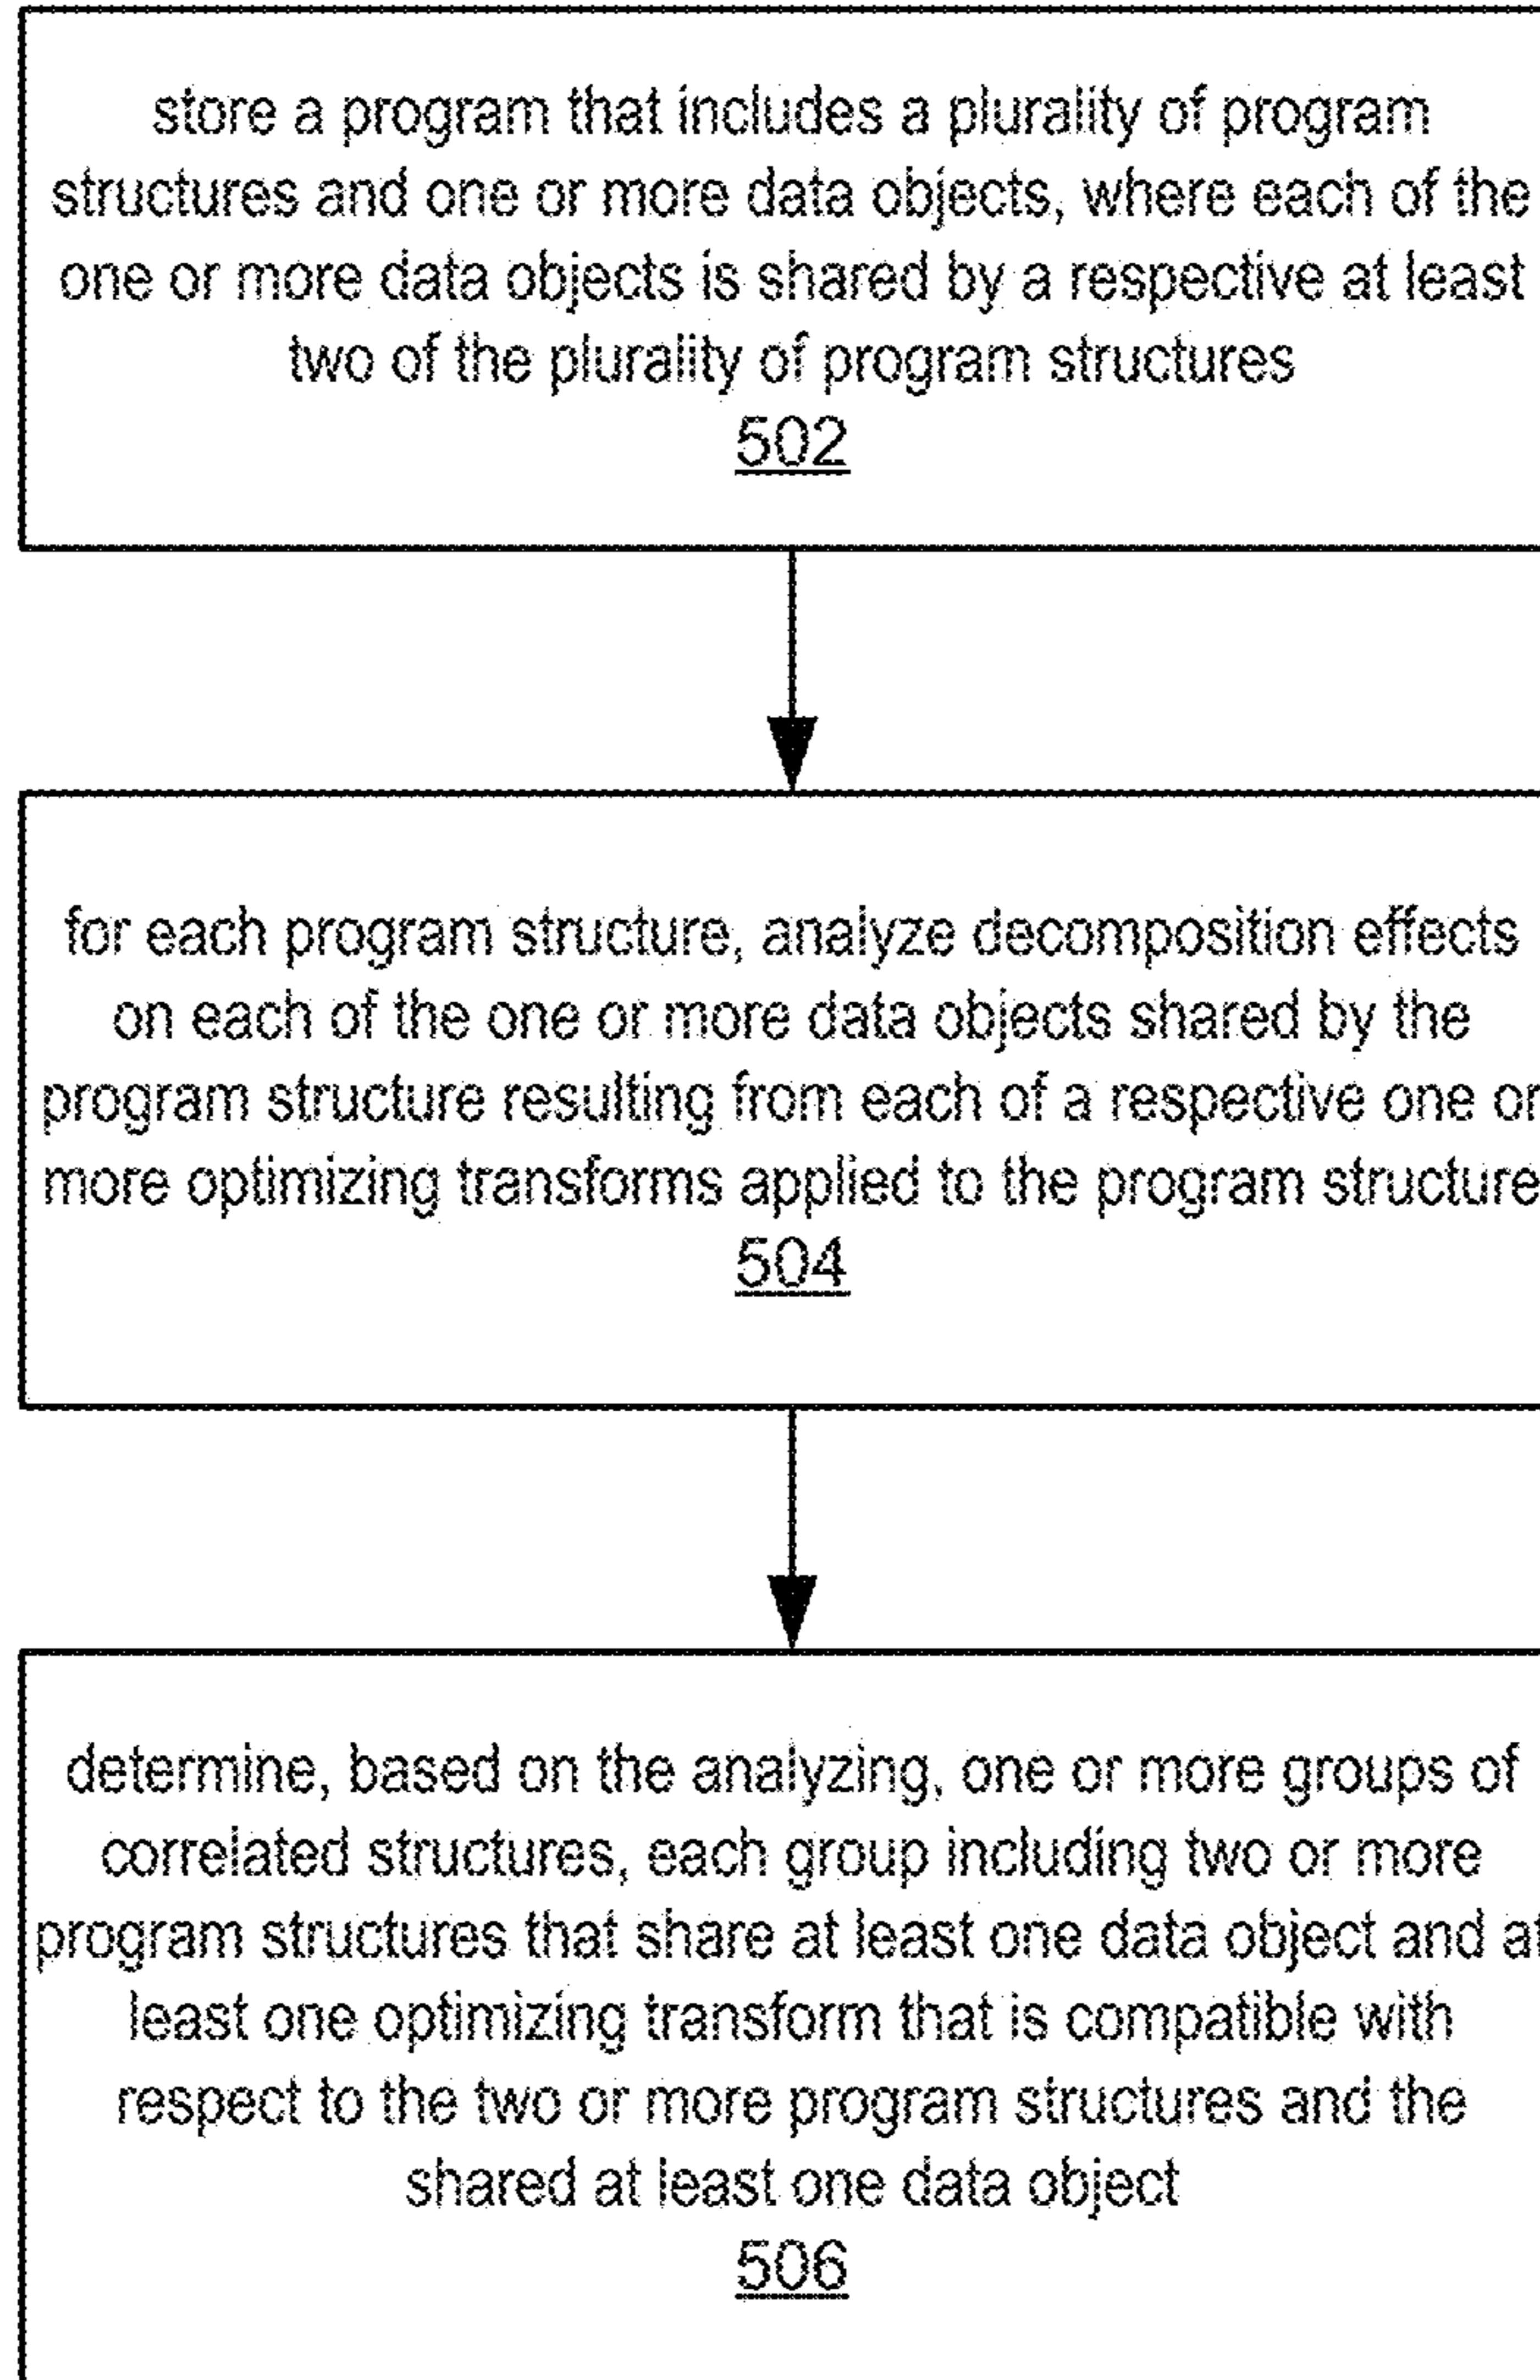 store a program that includes a plurality of program
structures and one or more data objects, where each of the
one or more data objects is shared by a respective at least
two of the plurality of program structures
502
for each program structure, analyze decomposition effects
on each of the one or more data objects shared by the
program structure resulting from each of a respective one or
more optimizing transforms applied to the program structure
504
determine, based on the analyzing, one or more groups of
correlated structures, each group including two or more
program structures that share at least one data object and at
least one optimizing transform that is compatible with
respect to the two or more program structures and the
shared at least one data object
506